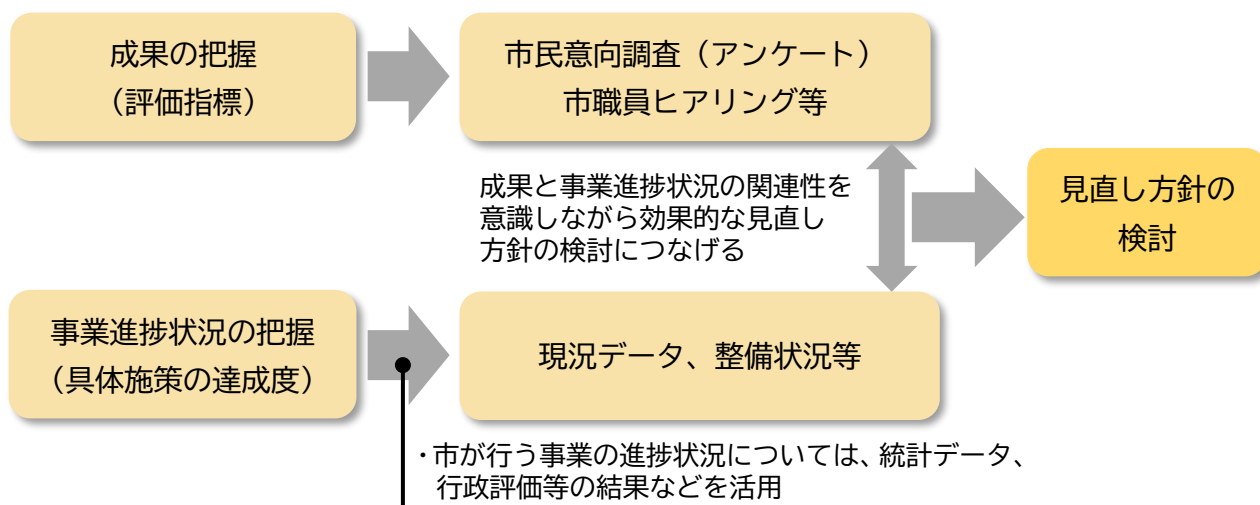 成果の把握
（評価指標）
市民意向調査（アンケート）
市職員ヒアリング等
成果と事業進捗状況の関連性を
意識しながら効果的な見直し
方針の検討につなげる
見直し方針の
検討
事業進捗状況の把握
（具体施策の達成度）
現況データ、整備状況等
・市が行う事業の進捗状況については、統計データ、
行政評価等の結果などを活用